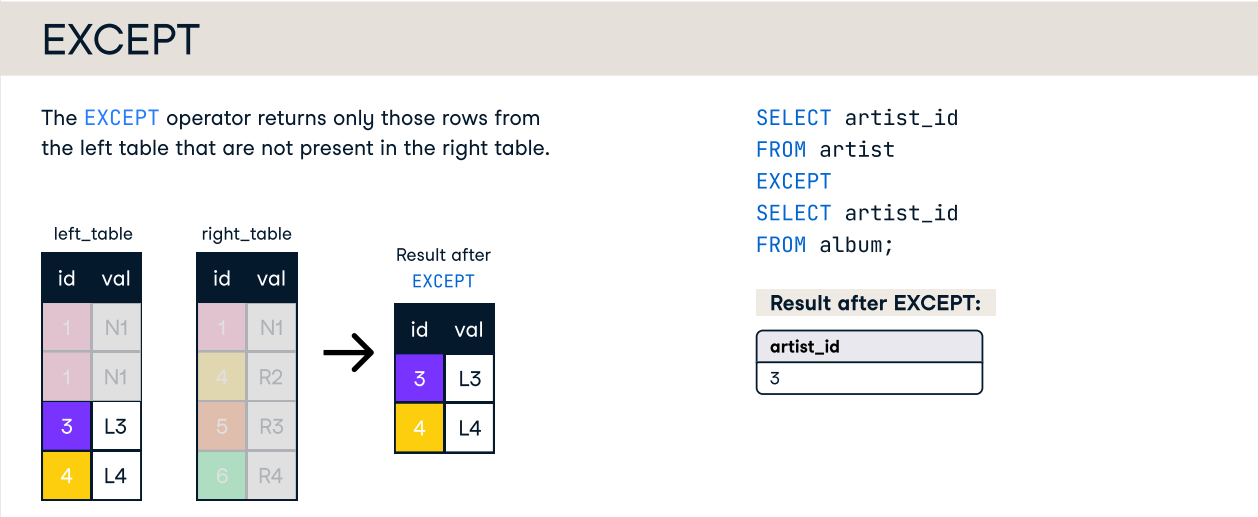 EXCEPT
The EXCEPT operator returns only those rows from
the left table that are not present in the right table.
left_table
id val
1 N1
1 N1
3 L3
4 L4
right_table
id val
1 N1
4 R2
5 R3
6 R4
Result after
EXCEPT
id val
3 L3
4 L4
SELECT artist_id
FROM artist
EXCEPT
SELECT artist_id
FROM album;
Result after EXCEPT:
artist_id
3